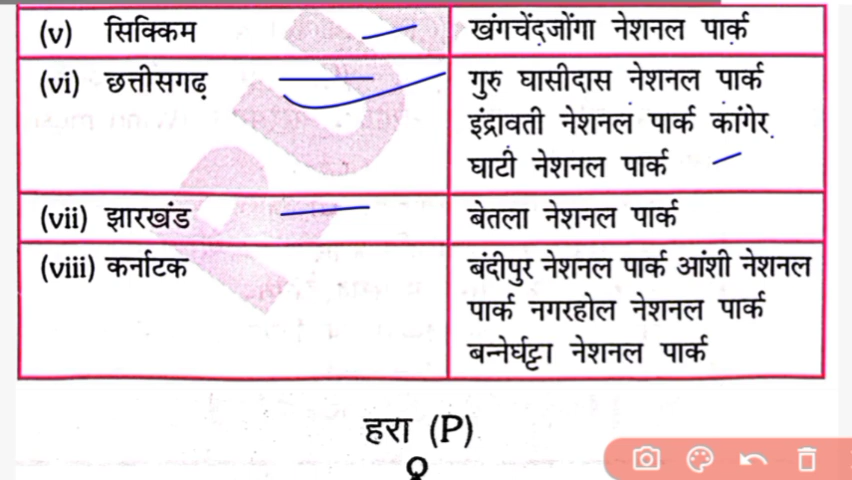 (v) सिक्किम खंगचेंदजोंगा नेशनल पार्क
(vi) छत्तीसगढ़ गुरु घासीदास नेशनल पार्क
इंद्रावती नेशनल पार्क कांगेर
घाटी नेशनल पार्क
(vii) झारखंड बेतला नेशनल पार्क
(viii) कर्नाटक बंदीपुर नेशनल पार्क आंशी नेशनल
पार्क नगरहोल नेशनल पार्क
बन्नेर्घट्टा नेशनल पार्क
हरा (P)